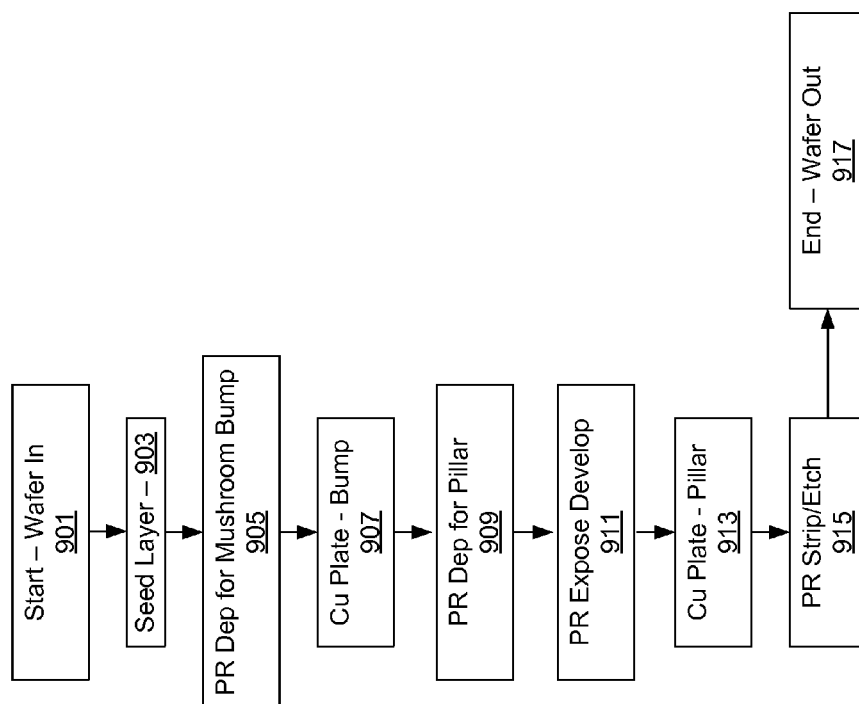 Start – Wafer In
901
Seed Layer – 903
PR Dep for Mushroom Bump
905
Cu Plate - Bump
907
PR Dep for Pillar
909
PR Expose Develop
911
Cu Plate - Pillar
913
PR Strip/Etch
915
End – Wafer Out
917